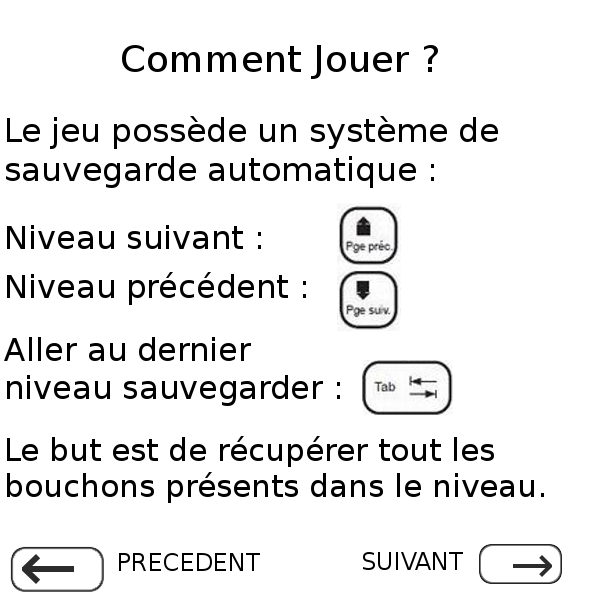 Comment Jouer ?
Le jeu possède un système de
sauvegarde automatique :
Niveau suivant :
Pge préc.
Niveau précédent :
Pge suiv.
Aller au dernier
niveau sauvegarder :
Tab
Le but est de récupérer tout les
bouchons présents dans le niveau.
PRECEDENT
SUIVANT